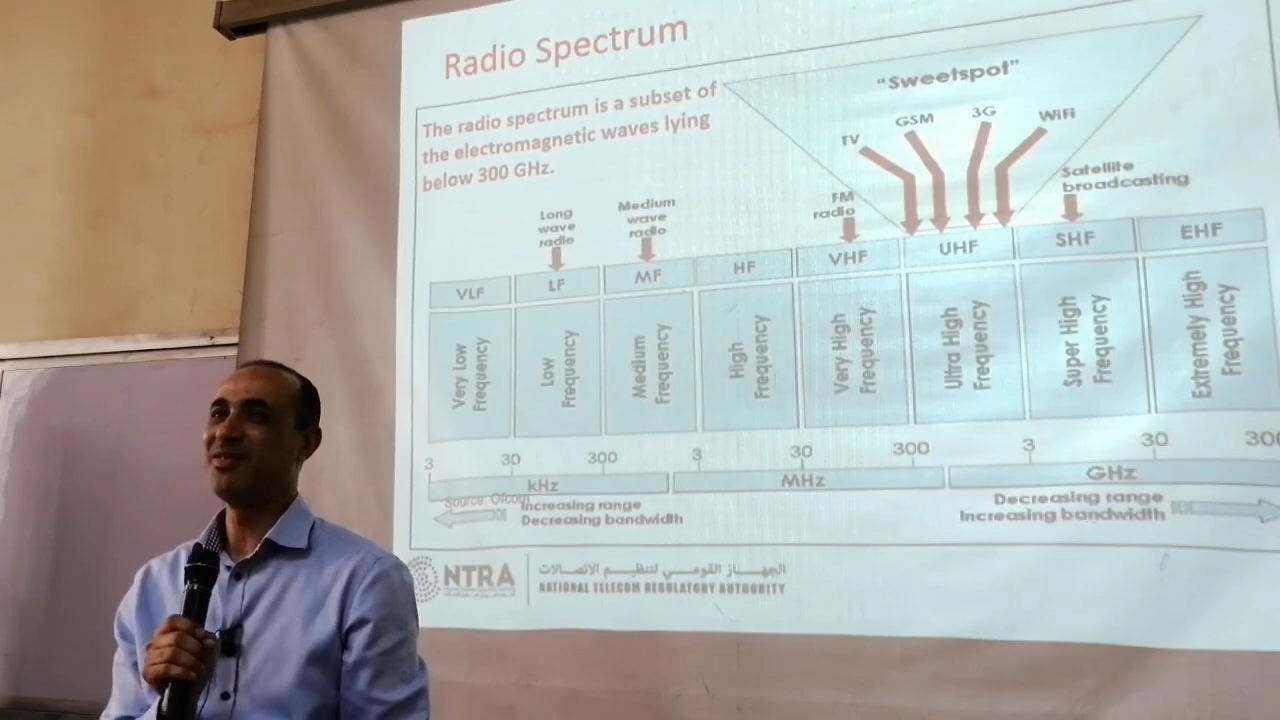 Radio Spectrum
The radio spectrum is a subset of
the electromagnetic waves lying
below 300 GHz.
"Sweetspot"
TV
GSM
3G
WiFi
Long
wave
radio
Medium
wave
radio
FM
radio
Satellite
broadcasting
VLF LF MF HF VHF UHF SHF EHF
Very Low
Frequency
Low
Frequency
Medium
Frequency
High
Frequency
Very High
Frequency
Ultra High
Frequency
Super High
Frequency
Extremely High
Frequency
3 30 300 3 30 300 3 30 300
kHz MHz GHz
Source: Ofcom
Increasing range
Decreasing bandwidth
Decreasing range
Increasing bandwidth
NTRA
الجهاز القومي لتنظيم الاتصالات
NATIONAL TELECOM REGULATORY AUTHORITY